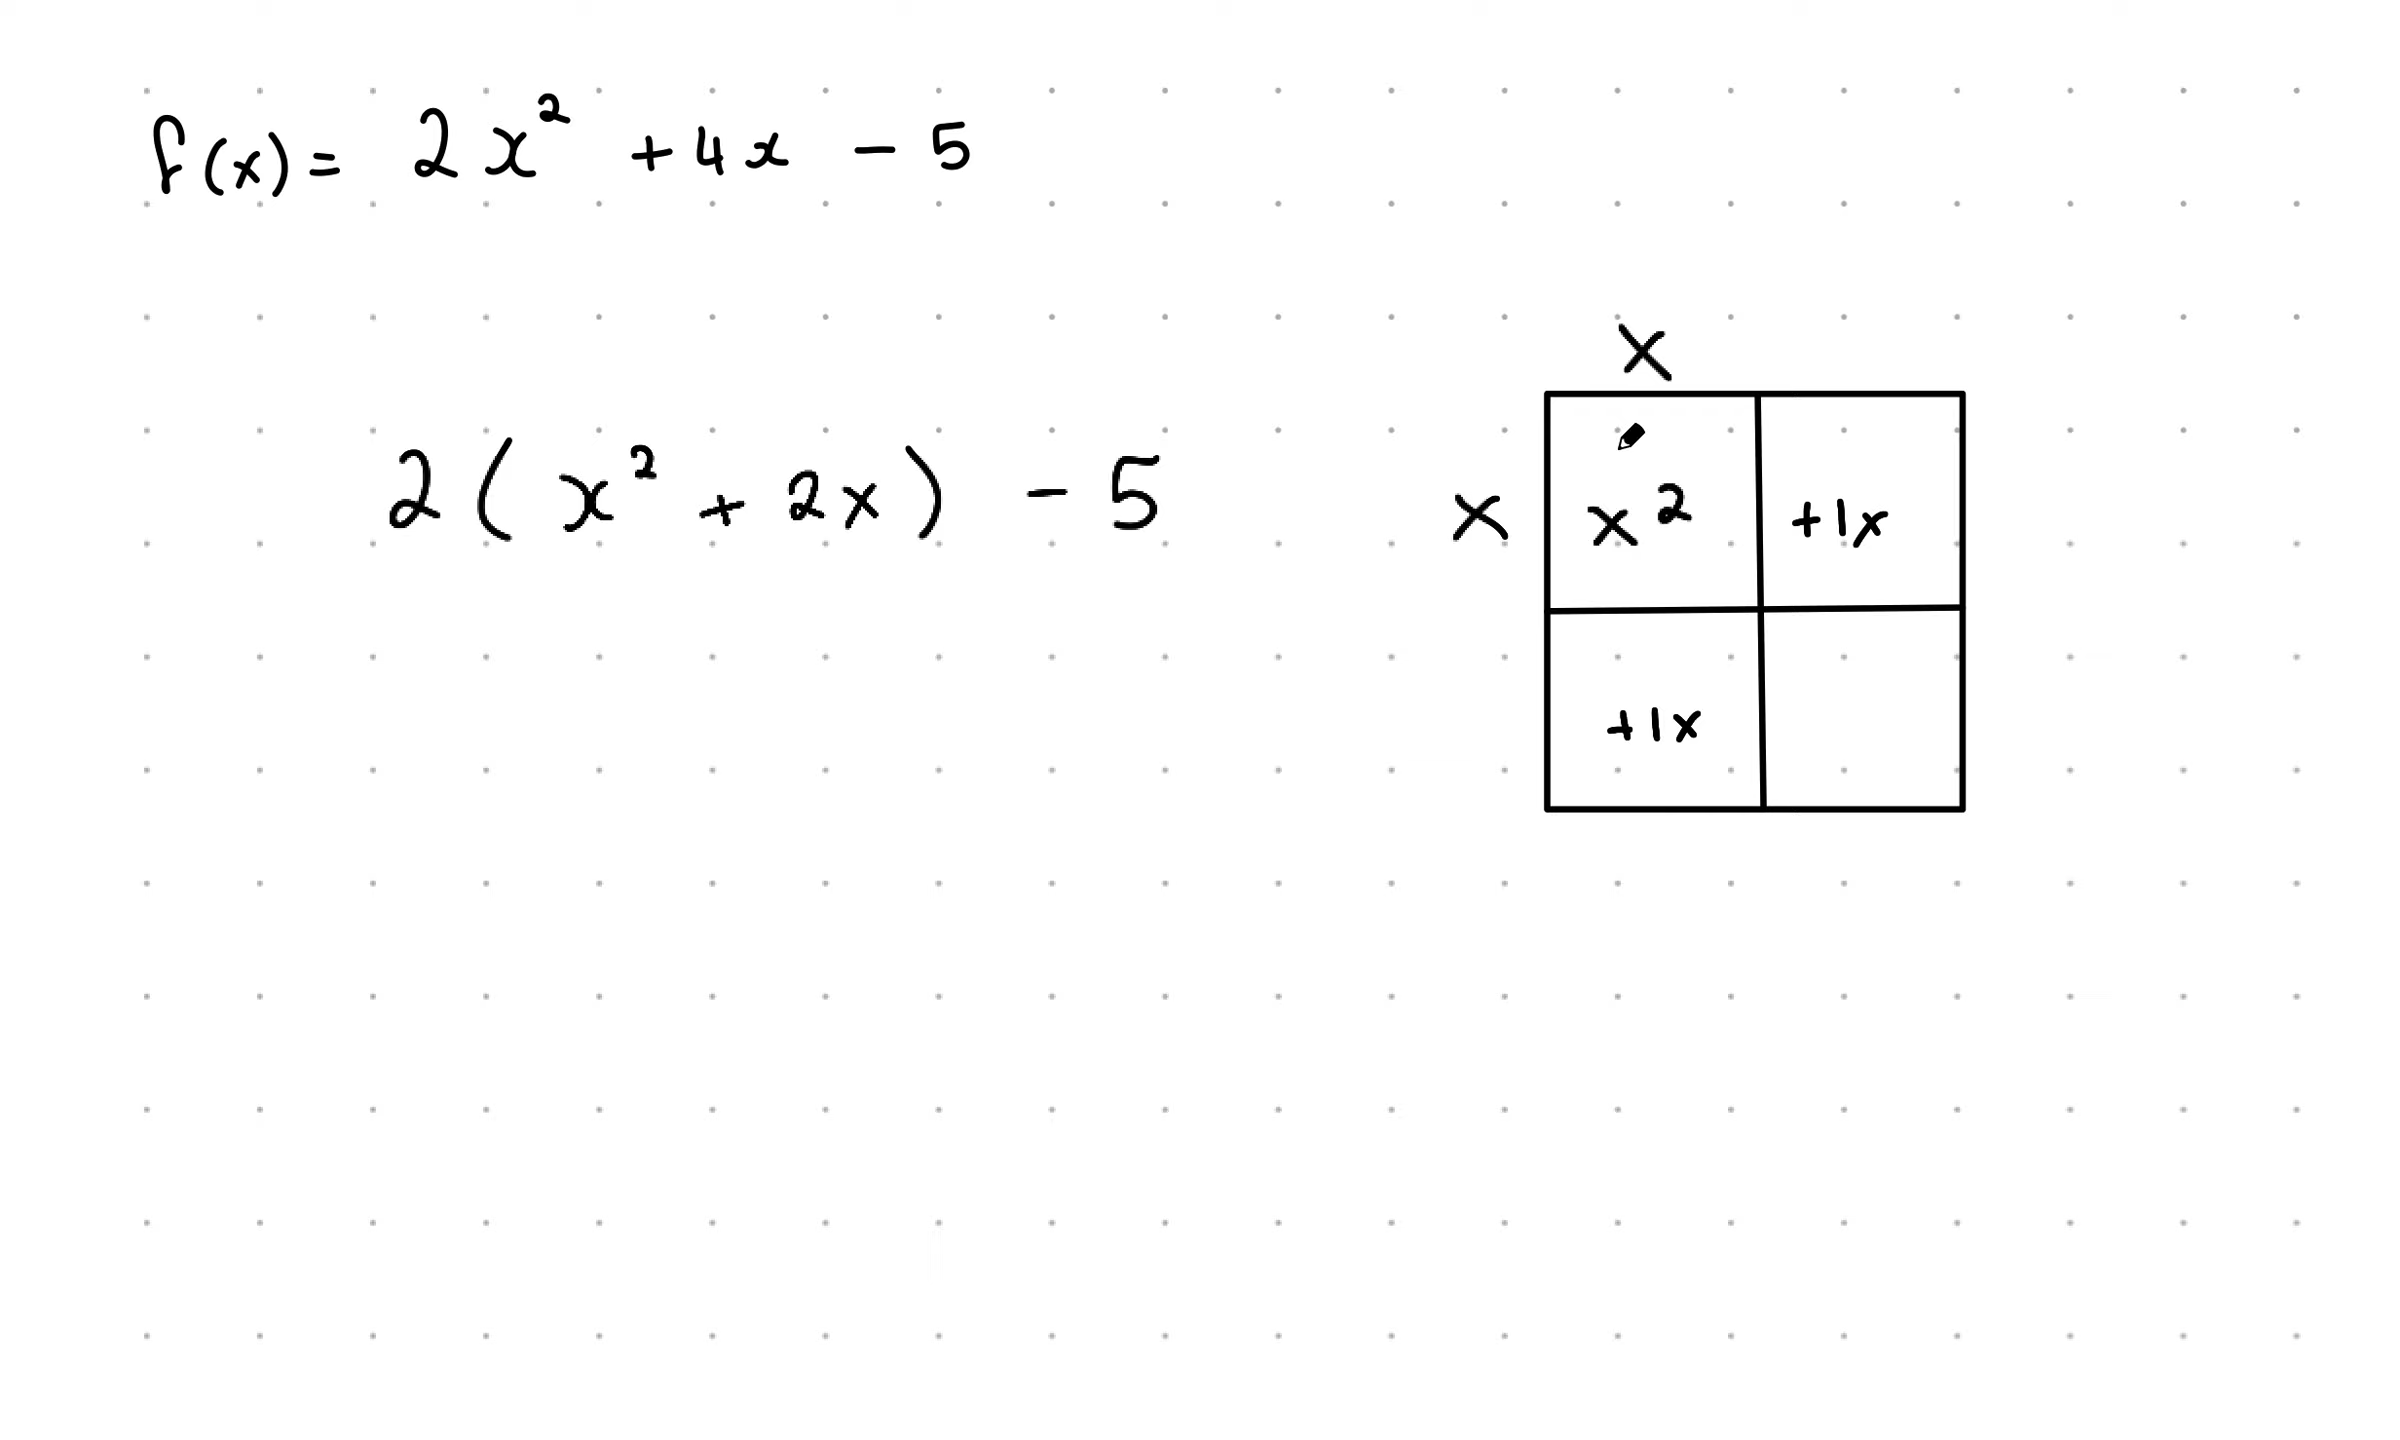 f(x) = 2x² + 4x - 5
x
2(x² + 2x) - 5
x x² +1x
+1x